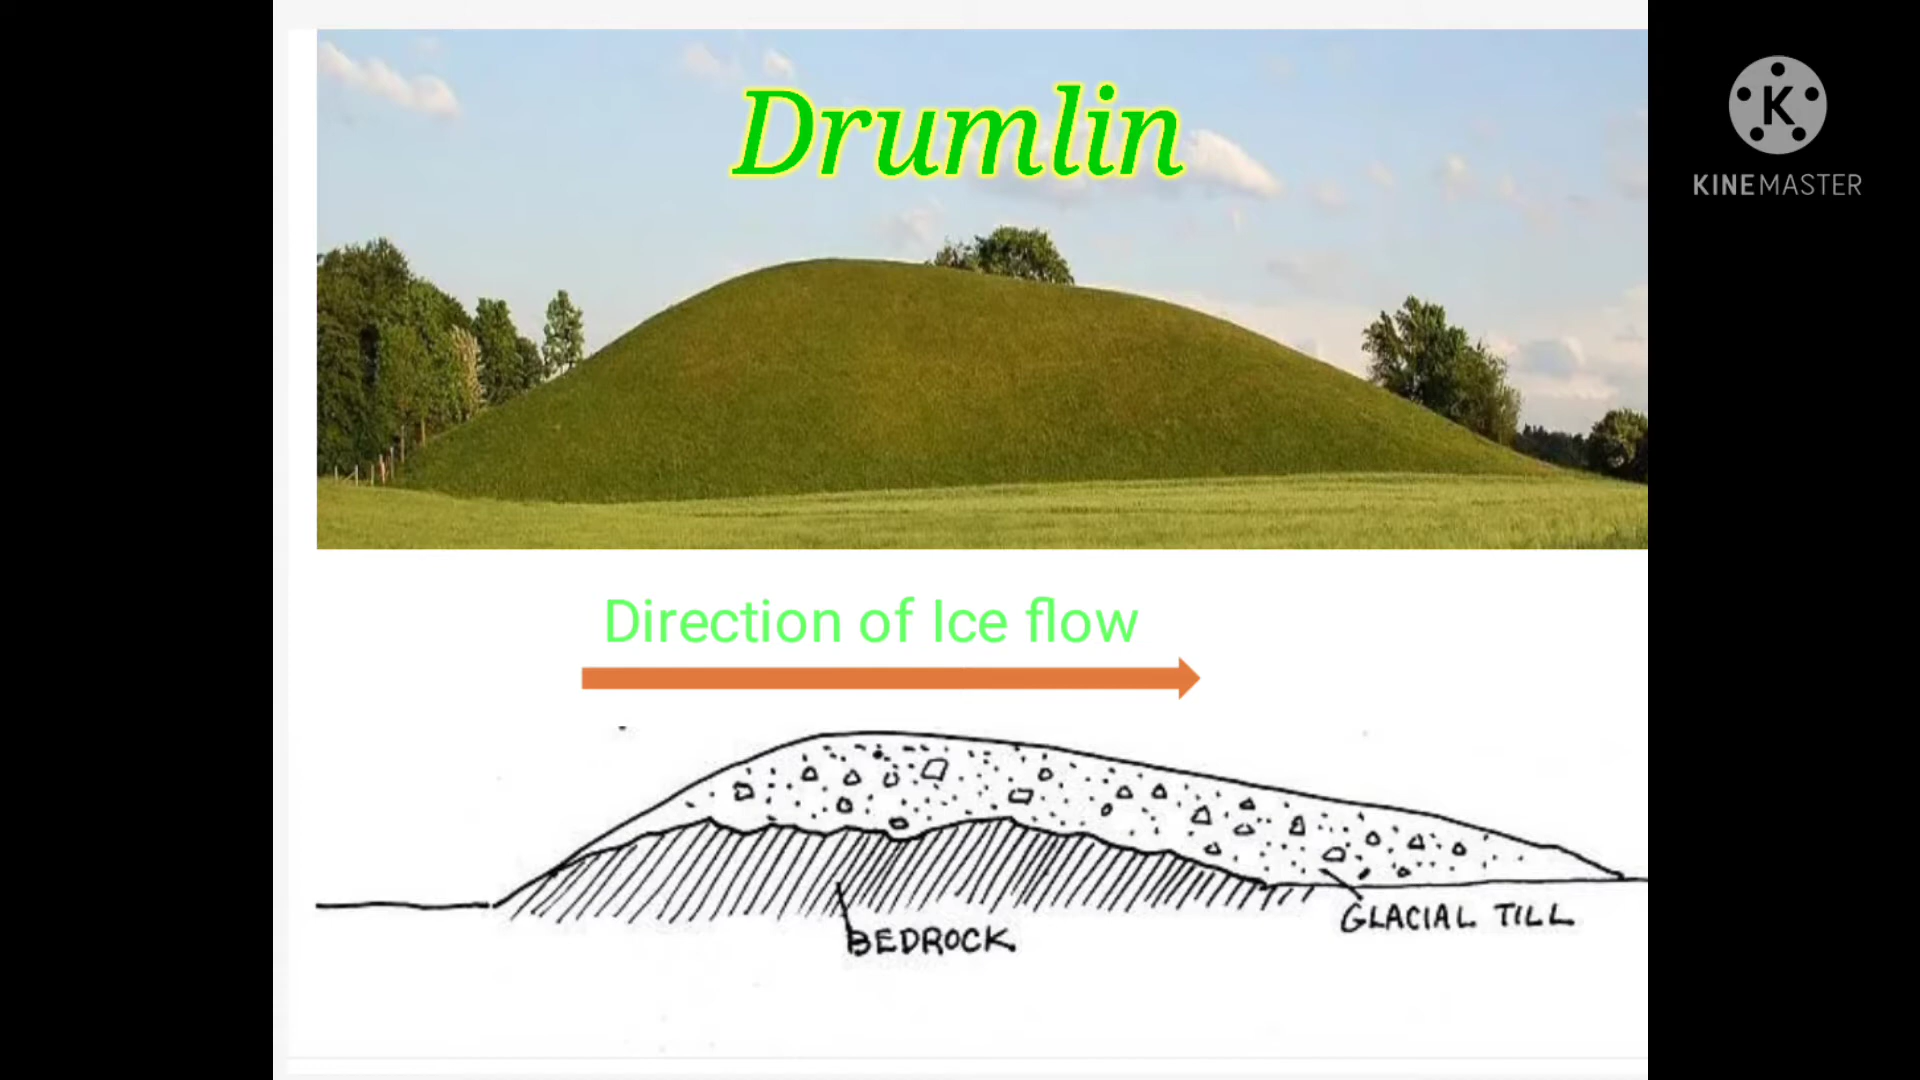 Drumlin
KINEMASTER
Direction of Ice flow
GLACIAL TILL
BEDROCK